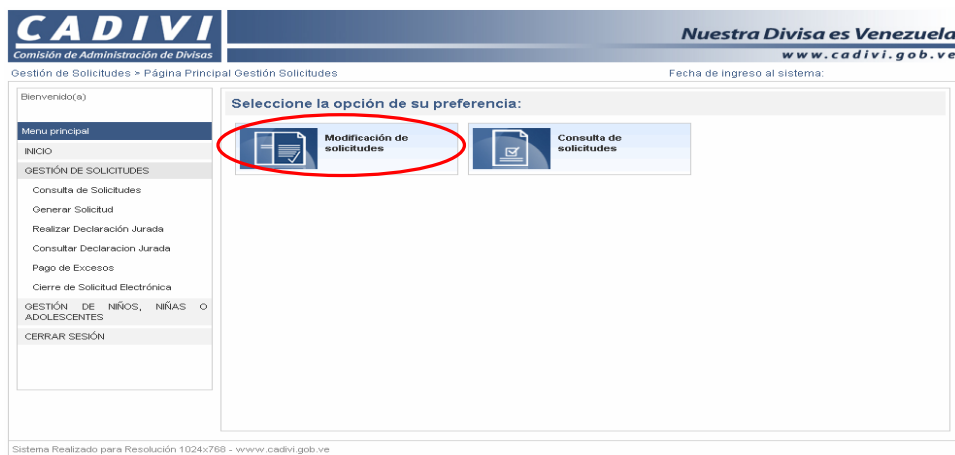 CADIVI
Comisión de Administración de Divisas
Nuestra Divisa es Venezuela
www.cadivi.gob.ve
Gestión de Solicitudes > Página Principal Gestión Solicitudes
Fecha de ingreso al sistema:
Bienvenido(a)
Menu principal
INICIO
GESTIÓN DE SOLICITUDES
Consulta de Solicitudes
Generar Solicitud
Realizar Declaración Jurada
Consultar Declaracion Jurada
Pago de Excesos
Cierre de Solicitud Electrónica
GESTIÓN DE NIÑOS, NIÑAS O
ADOLESCENTES
CERRAR SESIÓN
Seleccione la opción de su preferencia:
Modificación de
solicitudes
Consulta de
solicitudes
Sistema Realizado para Resolución 1024x768 - www.cadivi.gob.ve